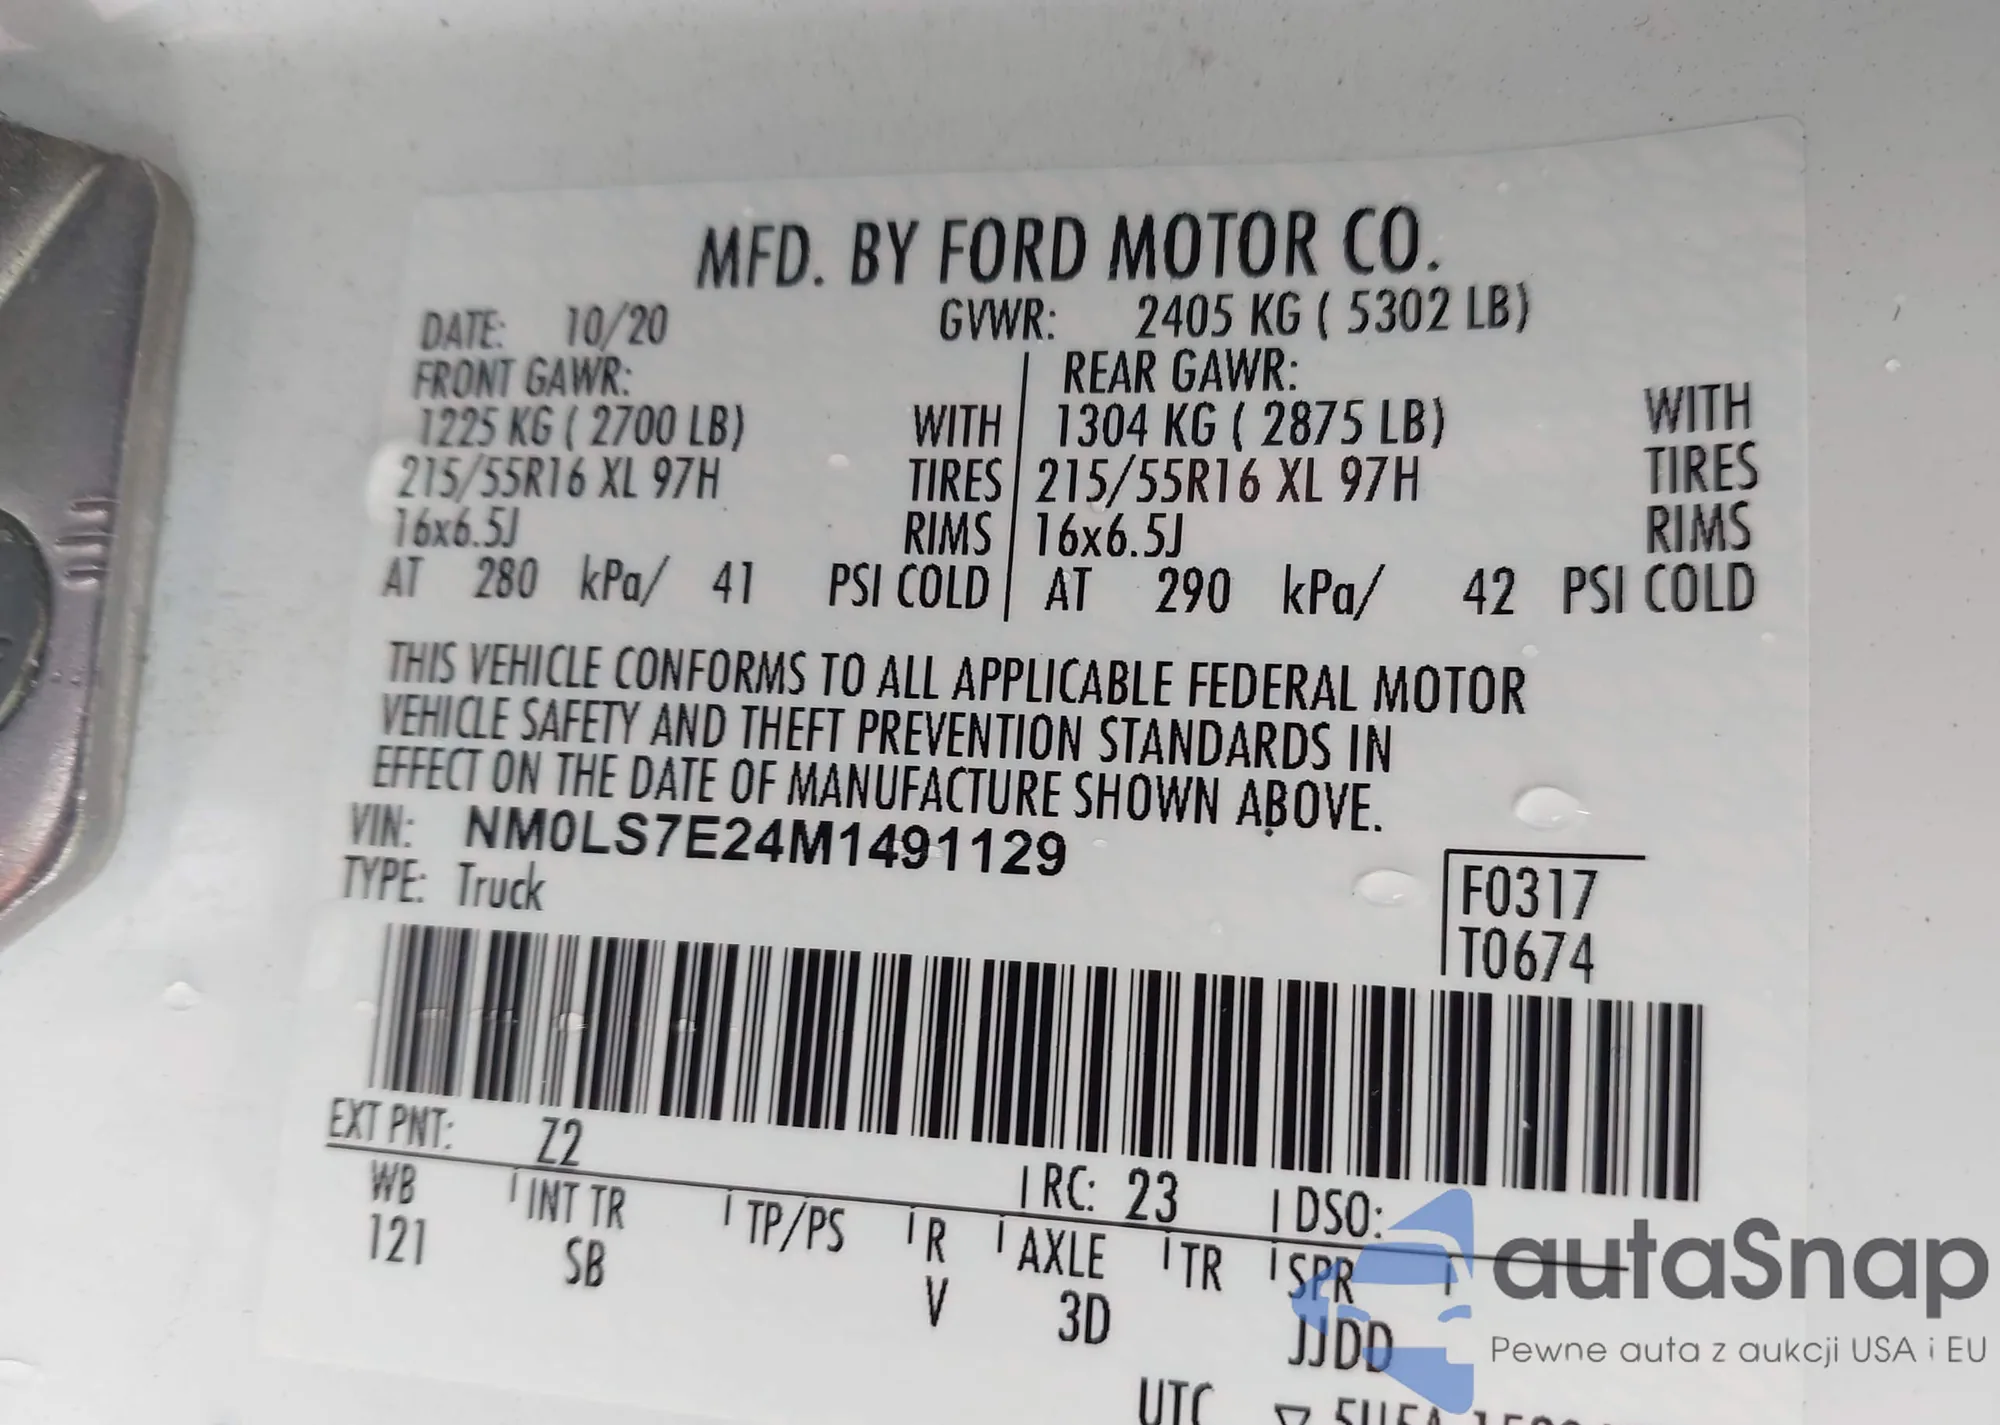 MFD. BY FORD MOTOR CO.
DATE: 10/20 GVWR: 2405 KG ( 5302 LB)
FRONT GAWR: REAR GAWR:
1225 KG ( 2700 LB) WITH 1304 KG ( 2875 LB) WITH
215/55R16 XL 97H TIRES 215/55R16 XL 97H TIRES
16x6.5J RIMS 16x6.5J RIMS
AT 280 kPa/ 41 PSI COLD AT 290 kPa/ 42 PSI COLD
THIS VEHICLE CONFORMS TO ALL APPLICABLE FEDERAL MOTOR
VEHICLE SAFETY AND THEFT PREVENTION STANDARDS IN
EFFECT ON THE DATE OF MANUFACTURE SHOWN ABOVE.
VIN: NM0LS7E24M1491129
TYPE: Truck
F0317
T0674
EXT PNT: Z2 RC: 23 DSO:
WB INT TR TP/PS R AXLE TR SPR
121 SB V 3D JJDD
UTC
autaSnap
Pewne auta z aukcji USA i EU